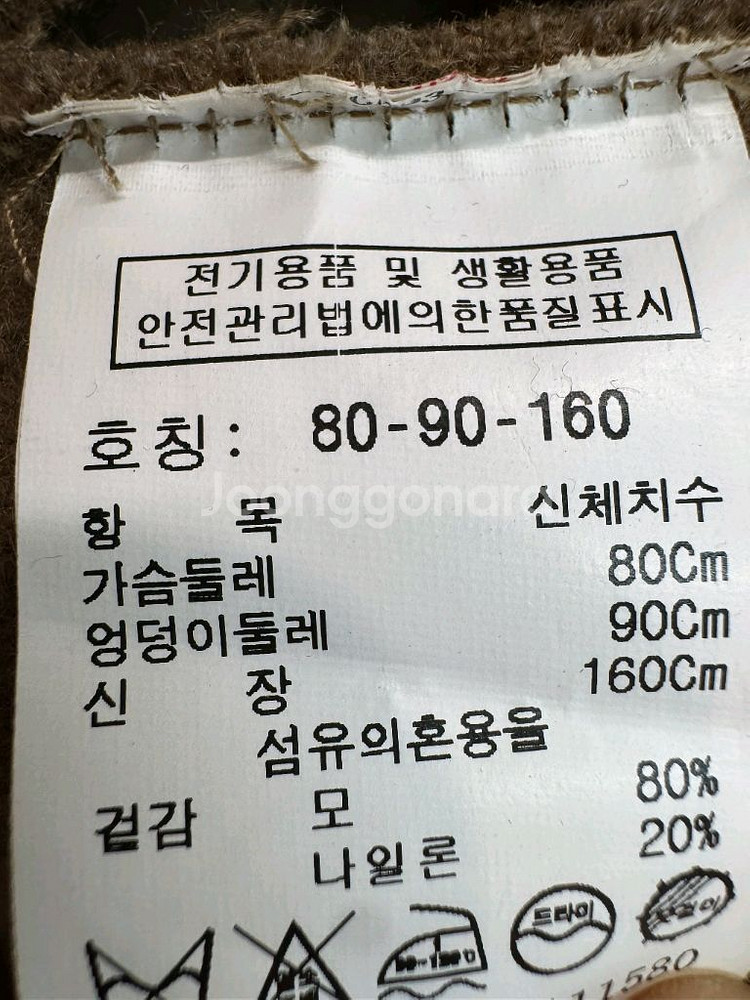 전기용품 및 생활용품
안전관리법에의한품질표시
호칭: 80-90-160
항 목 신체치수
가슴둘레 80Cm
엉덩이둘레 90Cm
신 장 160Cm
섬유의혼용율
겉감 모 80%
나일론 20%
드라이
11580
Joonggonara